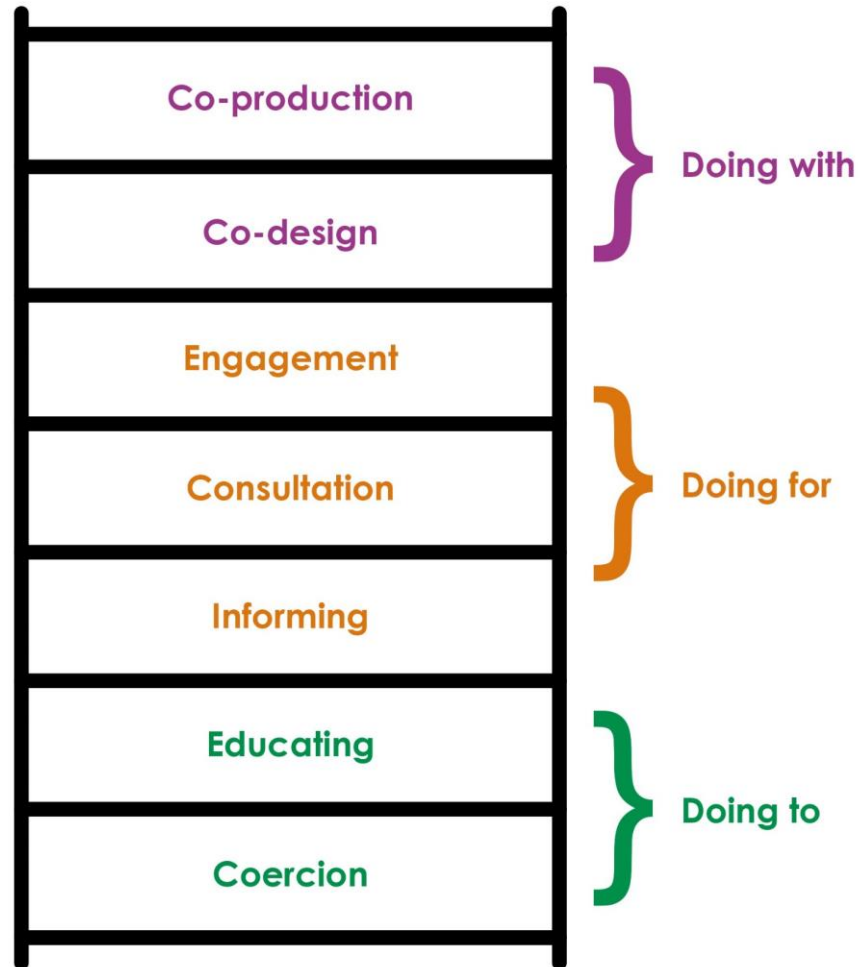 Co-production
Doing with
Co-design
Engagement
Consultation
Doing for
Informing
Educating
Doing to
Coercion